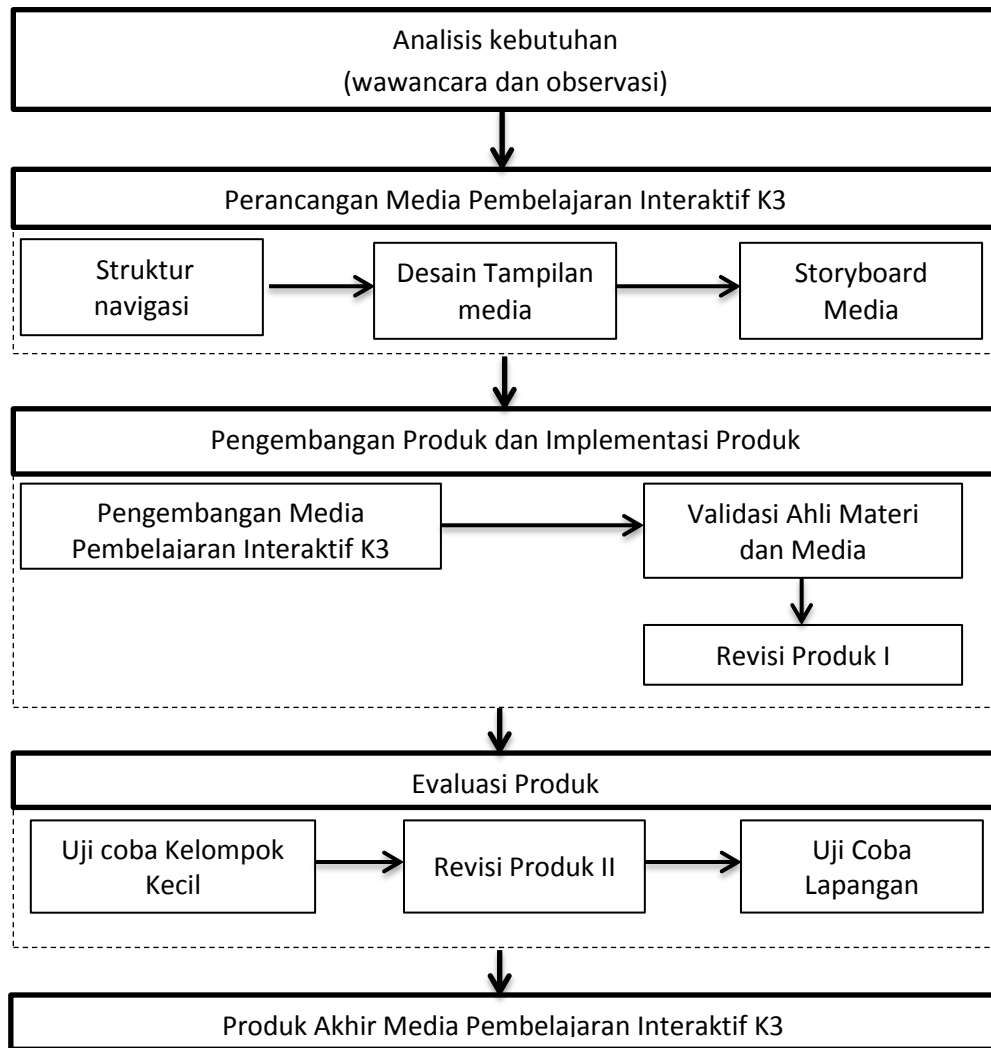 Analisis kebutuhan
(wawancara dan observasi)
Perancangan Media Pembelajaran Interaktif K3
Struktur
navigasi
Desain Tampilan
media
Storyboard
Media
Pengembangan Produk dan Implementasi Produk
Pengembangan Media
Pembelajaran Interaktif K3
Validasi Ahli Materi
dan Media
Revisi Produk I
Evaluasi Produk
Uji coba Kelompok
Kecil
Revisi Produk II
Uji Coba
Lapangan
Produk Akhir Media Pembelajaran Interaktif K3